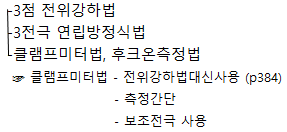 3점 전위강하법
3전극 연립방정식법
클램프미터법, 후크온측정법
☞ 클램프미터법 - 전위강하법대신사용 (p384)
- 측정간단
- 보조전극 사용